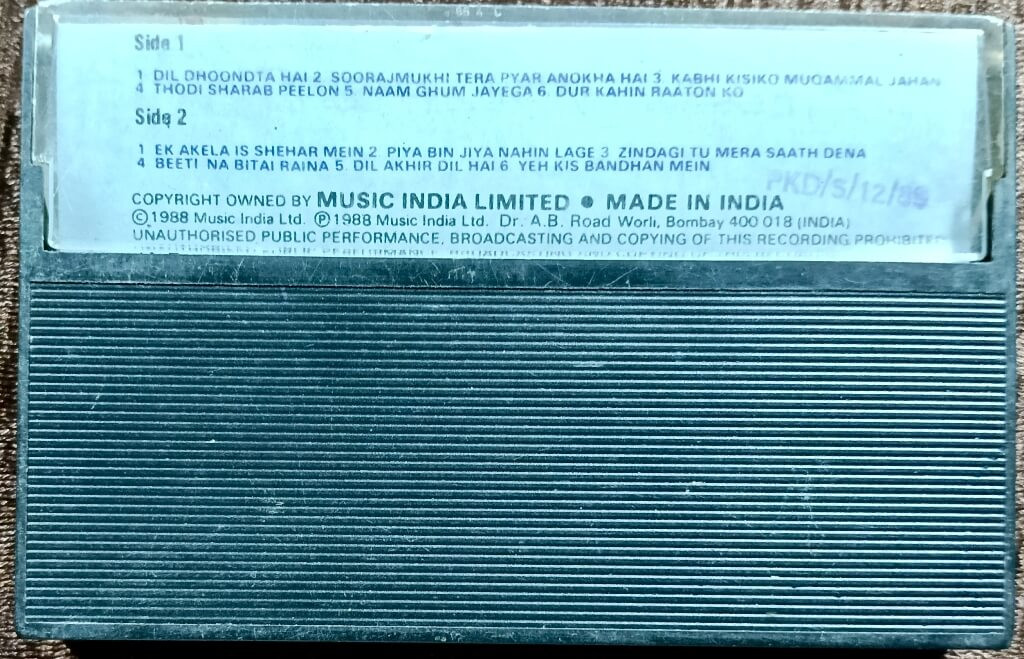 Side 1
1 DIL DHOONDTA HAI 2. SOORAJMUKHI TERA PYAR ANOKHA HAI 3. KABHI KISIKO MUQAMMAL JAHAN
4 THODI SHARAB PEELON 5. NAAM GHUM JAYEGA 6. DUR KAHIN RAATON KO
Side 2
1 EK AKELA IS SHEHAR MEIN 2. PIYA BIN JIYA NAHIN LAGE 3. ZINDAGI TU MERA SAATH DENA
4 BEETI NA BITAI RAINA 5. DIL AKHIR DIL HAI 6. YEH KIS BANDHAN MEIN
PKD/5/12/89
COPYRIGHT OWNED BY MUSIC INDIA LIMITED ● MADE IN INDIA
©1988 Music India Ltd. ℗1988 Music India Ltd. Dr. A.B. Road Worli, Bombay 400 018 (INDIA)
UNAUTHORISED PUBLIC PERFORMANCE, BROADCASTING AND COPYING OF THIS RECORDING PROHIBITED